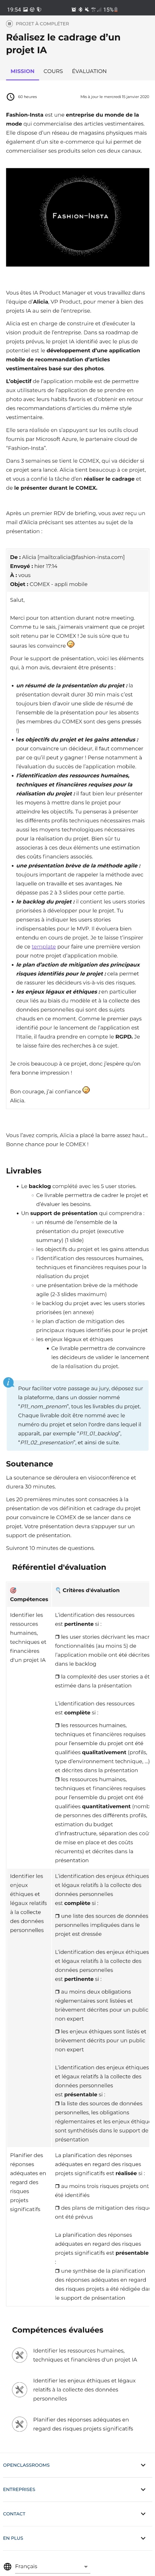 19:54
15%
PROJET À COMPLÉTER
Réalisez le cadrage d'un
projet IA
MISSION
COURS
ÉVALUATION
60 heures
Mis à jour le mercredi 15 janvier 2020
Fashion-Insta est une entreprise du monde de la
mode qui commercialise des articles vestimentaires.
Elle dispose d'un réseau de magasins physiques mais
également d'un site e-commerce qui lui permet de
commercialiser ses produits selon ces deux canaux.
FASHION-INSTA
Vous êtes IA Product Manager et vous travaillez dans
l'équipe d'Alicia, VP Product, pour mener à bien des
projets IA au sein de l'entreprise.
Alicia est en charge de construire et d'exécuter la
vision produit de l'entreprise. Dans sa roadmap de
projets prévus, le projet IA identifié avec le plus de
potentiel est le développement d'une application
mobile de recommandation d'articles
vestimentaires basé sur des photos.
L'objectif de l'application mobile est de permettre
aux utilisateurs de l'application de se prendre en
photo avec leur vêtement préféré et recevoir en retour
des recommandations d'articles du même style
vestimentaire.
Elle sera réalisée en s'appuyant sur les outils cloud
fournis par Microsoft Azure, le partenaire cloud de
"Fashion-Insta".
Dans 3 semaines se tient le COMEX, qui va décider si
ce projet sera mené. Alicia tient beaucoup à ce projet,
et vous a confié la tâche d'en réaliser le cadrage et
de le présenter durant le COMEX.
Après un premier RDV de briefing, vous avez reçu un
mail d'Alicia précisant ses attentes au sujet de la
présentation :
De : Alicia [mailto:alicia@fashion-insta.com]
Envoyé : hier 17:14
À : vous
Objet : COMEX - appli mobile
Salut,
Merci pour ton attention durant notre meeting.
Comme tu le sais, j'aimerais vraiment que ce projet
soit retenu par le COMEX ! Je suis sûre que tu
sauras les convaincre
Pour le support de présentation, voici les éléments
qui, à mon avis, devraient être présents :
un résumé de la présentation du projet : la
présentation devant durer 30 min maximum,
c'est toujours bien d'avoir un résumé de
l'ensemble des éléments (en cas d'absence
de membres du COMEX ou d'élus gens pressés
!)
les objectifs du projet et les gains attendus :
pour convaincre un décideur, il faut montrer
ce qu'il peut y gagner ! Pense notamment à
l'évaluation du succès de l'application mobile.
l'identification des ressources humaines,
techniques et financières requises pour la
réalisation du projet : il faut indiquer clairement
les moyens à mettre en oeuvre pour mener le
projet jusqu'au bout. Tu penseras à présenter
les différents profils techniques requis mais
aussi les moyens technologiques pour mettre
en oeuvre le projet technique. Bien sûr tu
n'oublieras pas de présenter une estimation
des coûts financiers associés.
une présentation brève de la méthode agile :
ce sera la méthode de projet à travers
laquelle on travaille et ses avantages. Ne
dépasse pas 2 à 3 slides pour cette partie.
le backlog du projet : il contient les users stories
à prévoir et à développer pour le projet. Tu
penseras à prioriser les users stories
indispensables pour le MVP. Il évoluera bien
entendu en cours de projet. Je te laisse t'inspirer
de ce template pour faire une première version
pour notre projet d'application mobile.
le plan d'action de mitigation des principaux
risques identifiés pour le projet : il permet
d'anticiper les décisions vis-à-vis des risques.
les enjeux légaux et éthiques : en particulier
vis-à-vis des données à caractère personnel que
l'on manipulera. Comme le premier pays
identifié pour le lancement de l'application est
l'Italie, il faudra prendre en compte le RGPD. Je
te laisse faire des recherches à ce sujet.
Je crois beaucoup à ce projet, donc j'espère qu'on
fera bonne impression !
Bon courage, j'ai confiance
Alicia.
Vous l'avez compris, Alicia a placé la barre assez haut...
Bonne chance pour le COMEX !
Livrables
Le backlog complété avec les 5 user stories.
Ce livrable permettra de cadrer le projet et
d'évaluer les besoins.
Un support de présentation qui comprendra :
un résumé de l'ensemble de la
présentation du projet (executive
summary) (1 slide)
les objectifs du projet et les gains attendus
l'identification des ressources humaines,
techniques et financières requises pour la
réalisation du projet
une présentation brève de la méthode
agile (2-3 slides maximum)
le backlog du projet avec les users stories
priorisées (en annexe)
le plan d'action de mitigation des
principaux risques identifiés pour le projet
les enjeux légaux et éthiques
Ce livrable permettra de convaincre
les décideurs de valider le lancement
de la réalisation du projet.
Pour faciliter votre passage au jury, déposez sur
la plateforme, dans un dossier nommé
"P11_nom_prenom", tous les livrables du projet.
Chaque livrable doit être nommé avec le
numéro du projet et selon l'ordre dans lequel il
apparaît, par exemple "P11_01_backlog",
"P11_02_presentation", et ainsi de suite.
Soutenance
La soutenance se déroulera en visioconférence et
durera 30 minutes.
Les 20 premières minutes sont consacrées à la
présentation de vos définition et cadrage du projet
pour convaincre le COMEX de se lancer dans ce
projet. Votre présentation devra s'appuyer sur un
support de présentation.
Suivront 10 minutes de questions.
Référentiel d'évaluation
Compétences
Critères d'évaluation
Identifier les
ressources
humaines,
techniques et
financières
d'un projet IA
L'identification des ressources
est pertinente si :
❒ les user stories décrivant les macro
fonctionnalités (au moins 5) de
l'application mobile ont été décrites
dans le backlog
❒ la complexité des user stories a été
estimée dans la présentation
L'identification des ressources
est complète si :
❒ les ressources humaines,
techniques et financières requises
pour l'ensemble du projet ont été
qualifiées qualitativement (profils,
type d'environnement technique, ...)
et décrites dans la présentation
❒ les ressources humaines,
techniques et financières requises
pour l'ensemble du projet ont été
qualifiées quantitativement (nombre
de personnes des différents profils,
estimation du budget
d'infrastructure, séparation des coûts
de mise en place et des coûts
récurrents) et décrites dans la
présentation
Identifier les
enjeux
éthiques et
légaux relatifs
à la collecte
des données
personnelles
L'identification des enjeux éthiques
et légaux relatifs à la collecte des
données personnelles
est complète si :
❒ une liste des sources de données
personnelles impliquées dans le
projet est dressée
L'identification des enjeux éthiques
et légaux relatifs à la collecte des
données personnelles
est pertinente si :
❒ au moins deux obligations
réglementaires sont listées et
brièvement décrites pour un public
non expert
❒ les enjeux éthiques sont listés et
brièvement décrits pour un public
non expert
L'identification des enjeux éthiques
et légaux relatifs à la collecte des
données personnelles
est présentable si :
❒ la liste des sources de données
personnelles, les obligations
réglementaires et les enjeux éthiques
sont synthétisés dans le support de
présentation
Planifier des
réponses
adéquates en
regard des
risques
projets
significatifs
La planification des réponses
adéquates en regard des risques
projets significatifs est réalisée si :
❒ au moins trois risques projets ont
été identifiés
❒ des plans de mitigation des risques
ont été prévus
La planification des réponses
adéquates en regard des risques
projets significatifs est présentable si
:
❒ une synthèse de la planification
des réponses adéquates en regard
des risques projets a été rédigée dans
le support de présentation
Compétences évaluées
Identifier les ressources humaines,
techniques et financières d'un projet IA
Identifier les enjeux éthiques et légaux
relatifs à la collecte des données
personnelles
Planifier des réponses adéquates en
regard des risques projets significatifs
OPENCLASSROOMS
ENTREPRISES
CONTACT
EN PLUS
Français